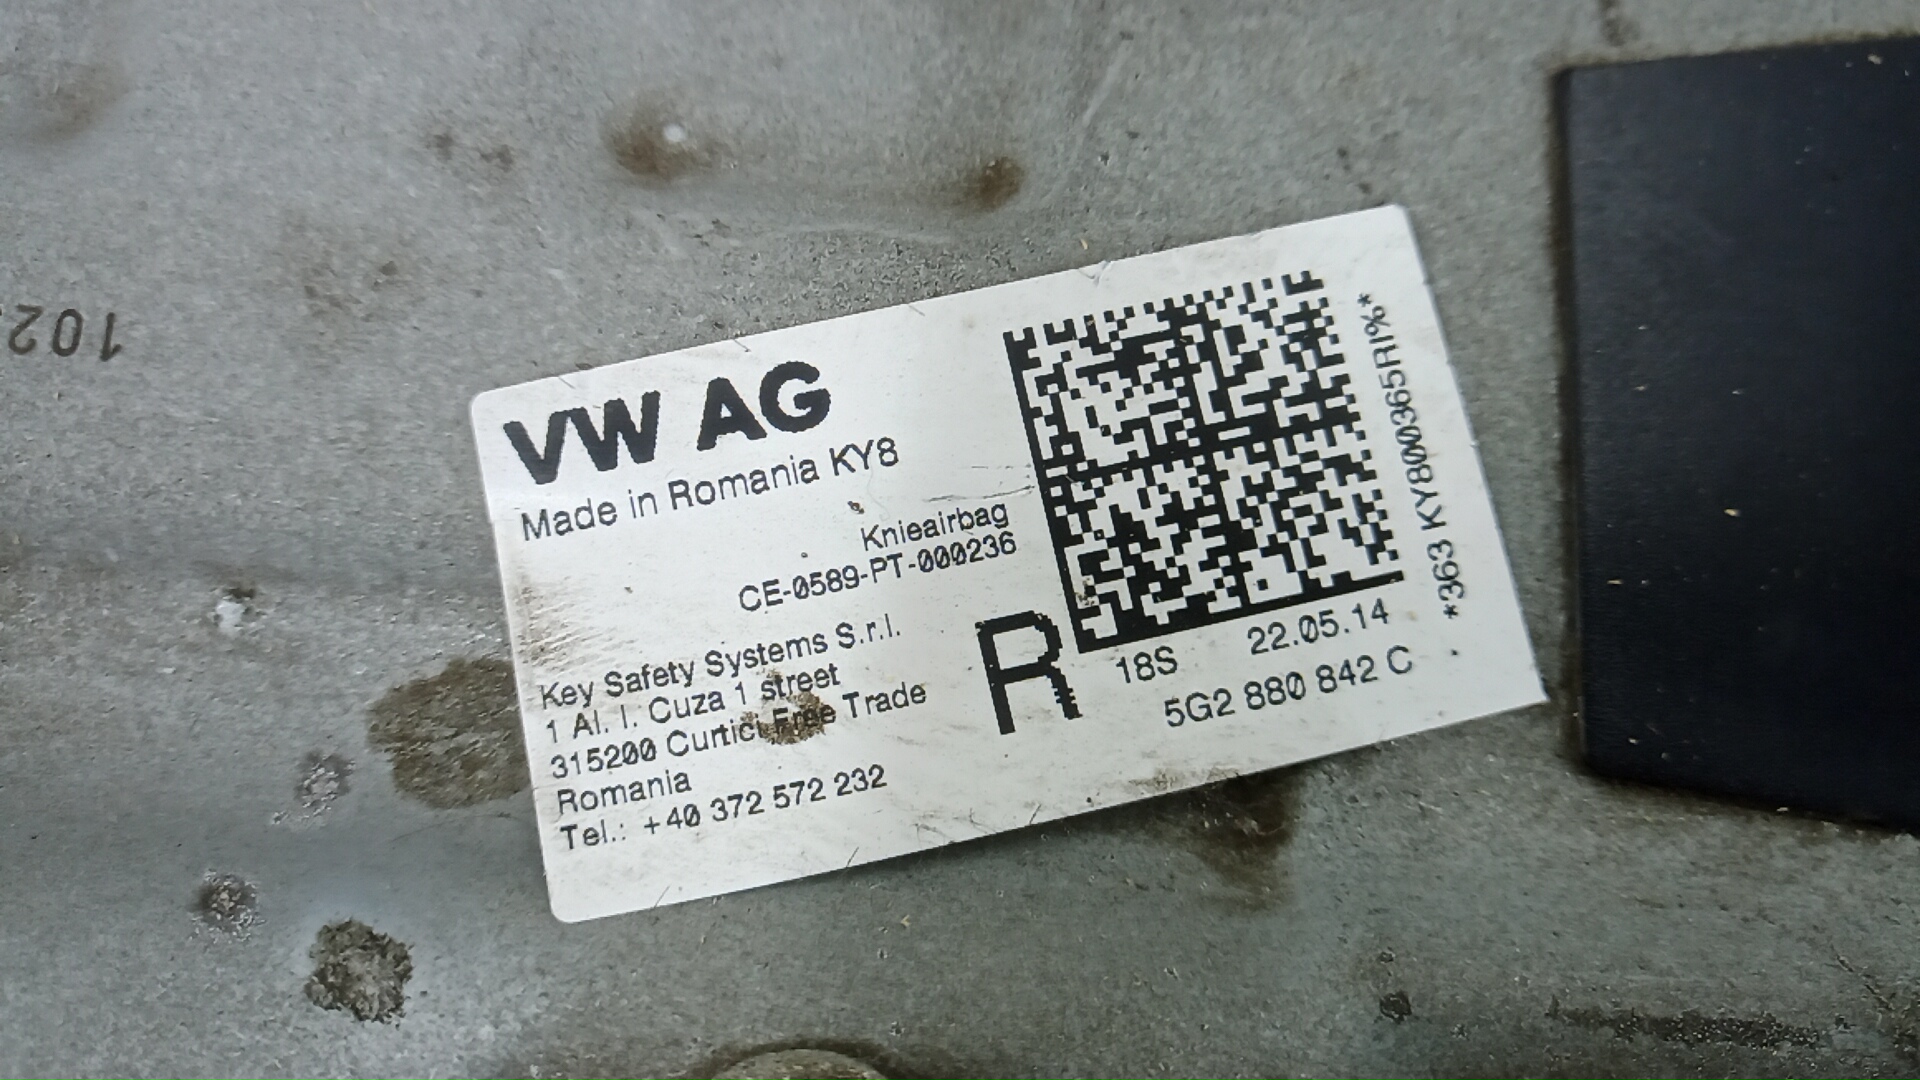 VW AG
Made in Romania KY8
Knieairbag
CE-0589-PT-000236
Key Safety Systems S.r.l.
1 Al. I. Cuza 1 street
315200 Curtici Free Trade
Romania
Tel.: +40 372 572 232
R
18S 22.05.14
5G2 880 842 C
*363 KY8000365RI%*
102